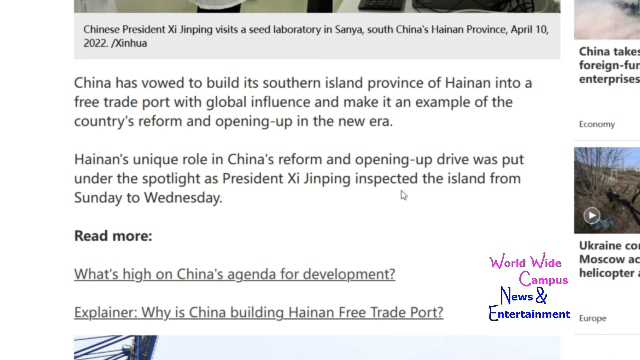 Chinese President Xi Jinping visits a seed laboratory in Sanya, south China's Hainan Province, April 10,
2022. /Xinhua
China has vowed to build its southern island province of Hainan into a
free trade port with global influence and make it an example of the
country's reform and opening-up in the new era.
Hainan's unique role in China's reform and opening-up drive was put
under the spotlight as President Xi Jinping inspected the island from
Sunday to Wednesday.
Read more:
What's high on China's agenda for development?
Explainer: Why is China building Hainan Free Trade Port?
China takes
foreign-fun
enterprises
Economy
Ukraine co
Moscow ac
helicopter a
Europe
World Wide
Campus
News &
Entertainment